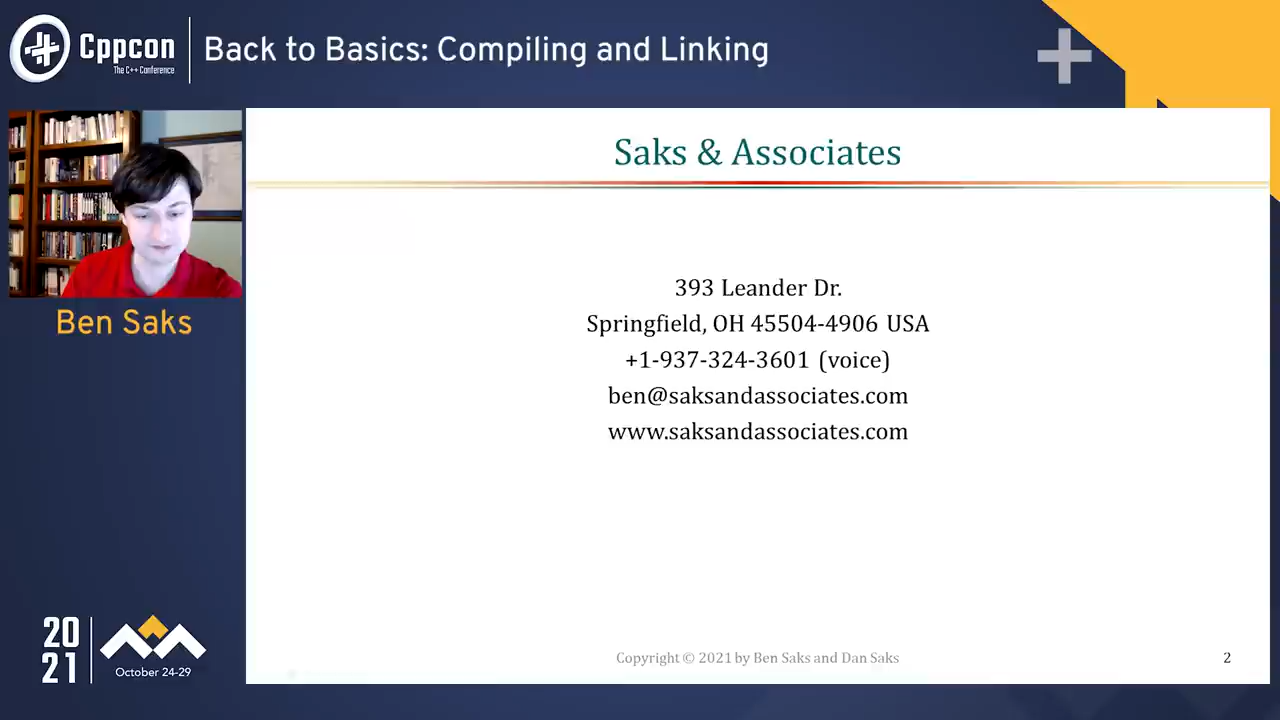 Cppcon
The C++ Conference
Back to Basics: Compiling and Linking
Saks & Associates
393 Leander Dr.
Springfield, OH 45504-4906 USA
+1-937-324-3601 (voice)
ben@saksandassociates.com
www.saksandassociates.com
Ben Saks
20
21
October 24-29
Copyright © 2021 by Ben Saks and Dan Saks
2